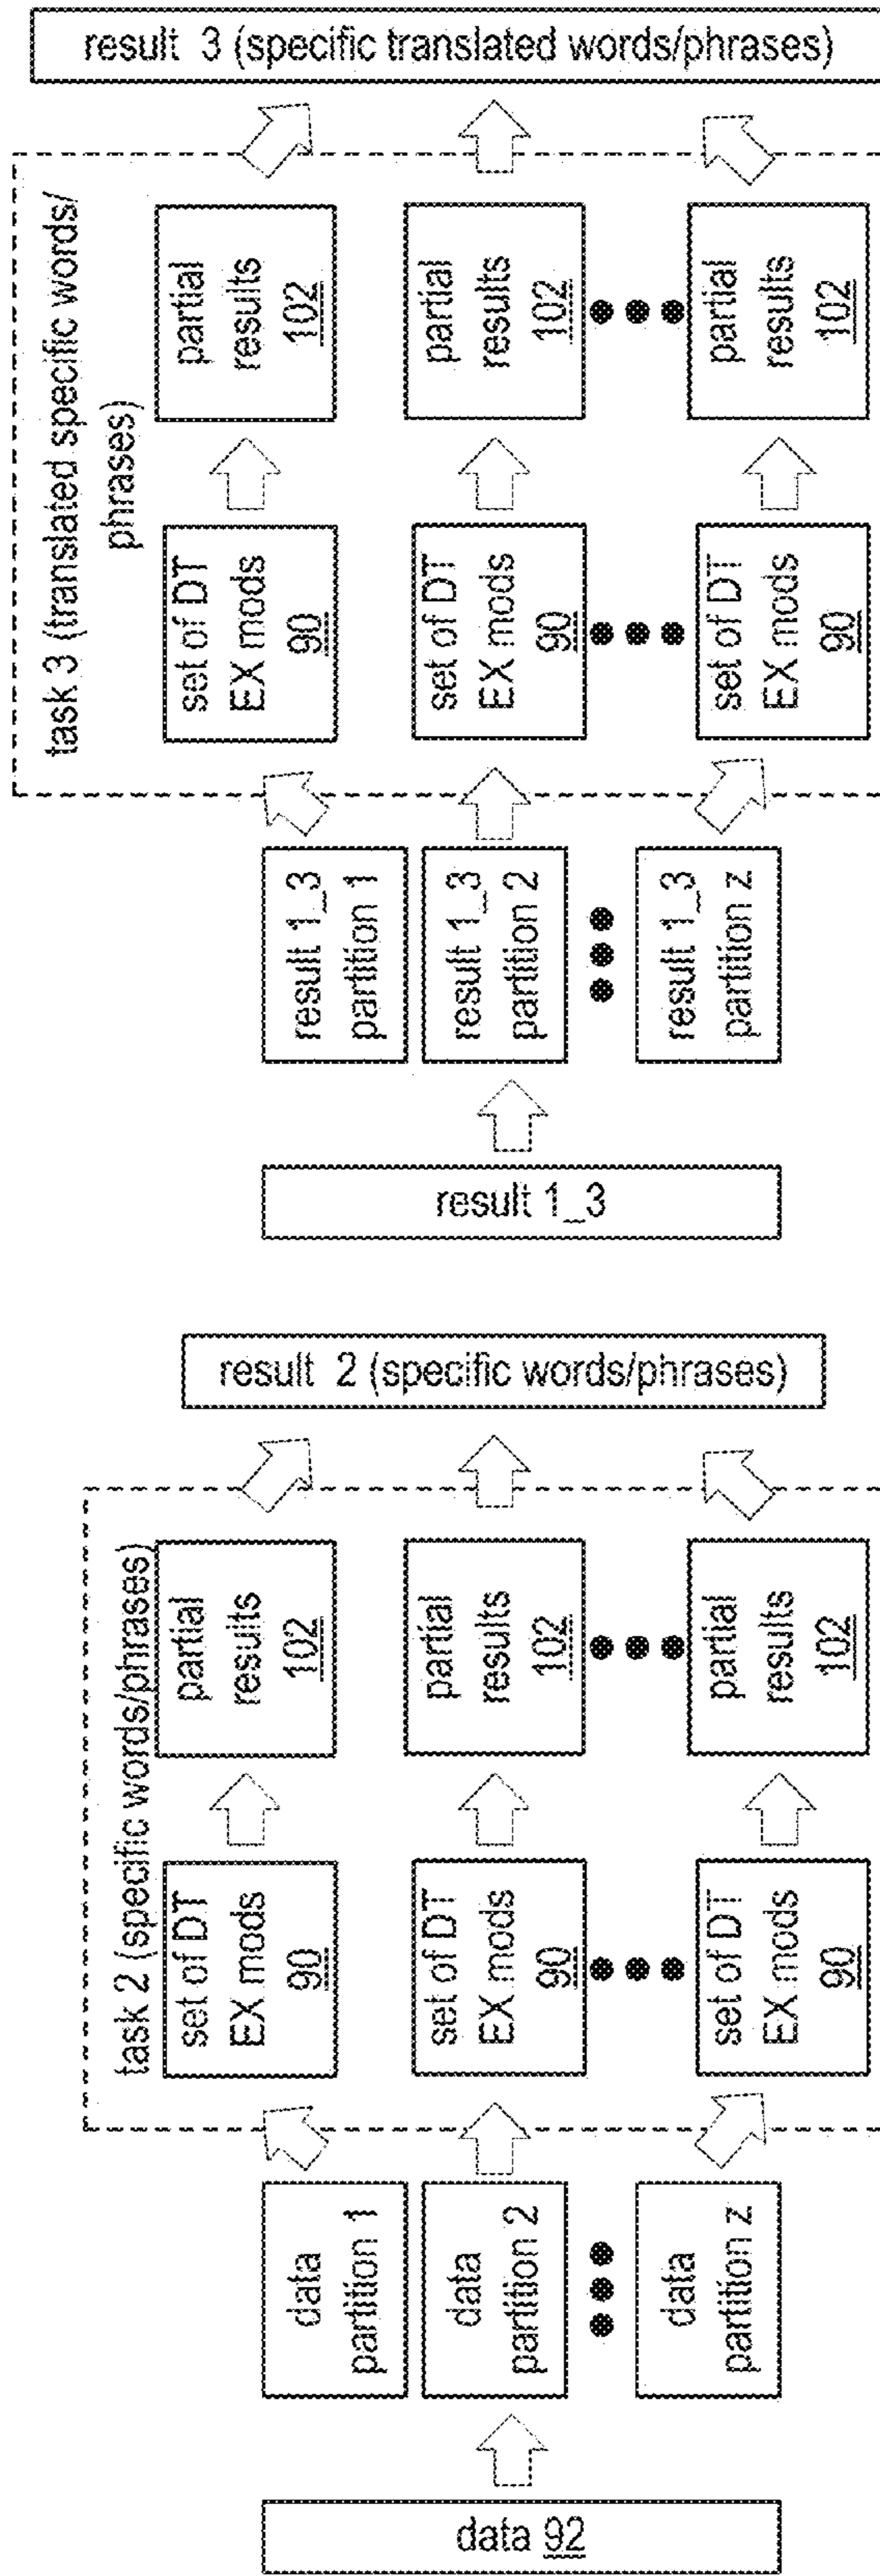 data 92
data
partition 1
data
partition 2
data
partition z
task 2 (specific words/phrases)
set of DT
EX mods
90
set of DT
EX mods
90
set of DT
EX mods
90
partial
results
102
partial
results
102
partial
results
102
result 2 (specific words/phrases)
result 1_3
result 1_3
partition 1
result 1_3
partition 2
result 1_3
partition z
task 3 (translated specific words/
phrases)
set of DT
EX mods
90
set of DT
EX mods
90
set of DT
EX mods
90
partial
results
102
partial
results
102
partial
results
102
result 3 (specific translated words/phrases)